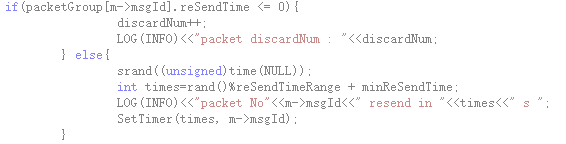 if(packetGroup[m->msgId].reSendTime <= 0){
discardNum++;
LOG(INFO)<<"packet discardNum : "<<discardNum;
} else{
srand((unsigned)time(NULL));
int times=rand()%reSendTimeRange + minReSendTime;
LOG(INFO)<<"packet No"<<m->msgId<<" resend in "<<times<<" s ";
SetTimer(times, m->msgId);
}